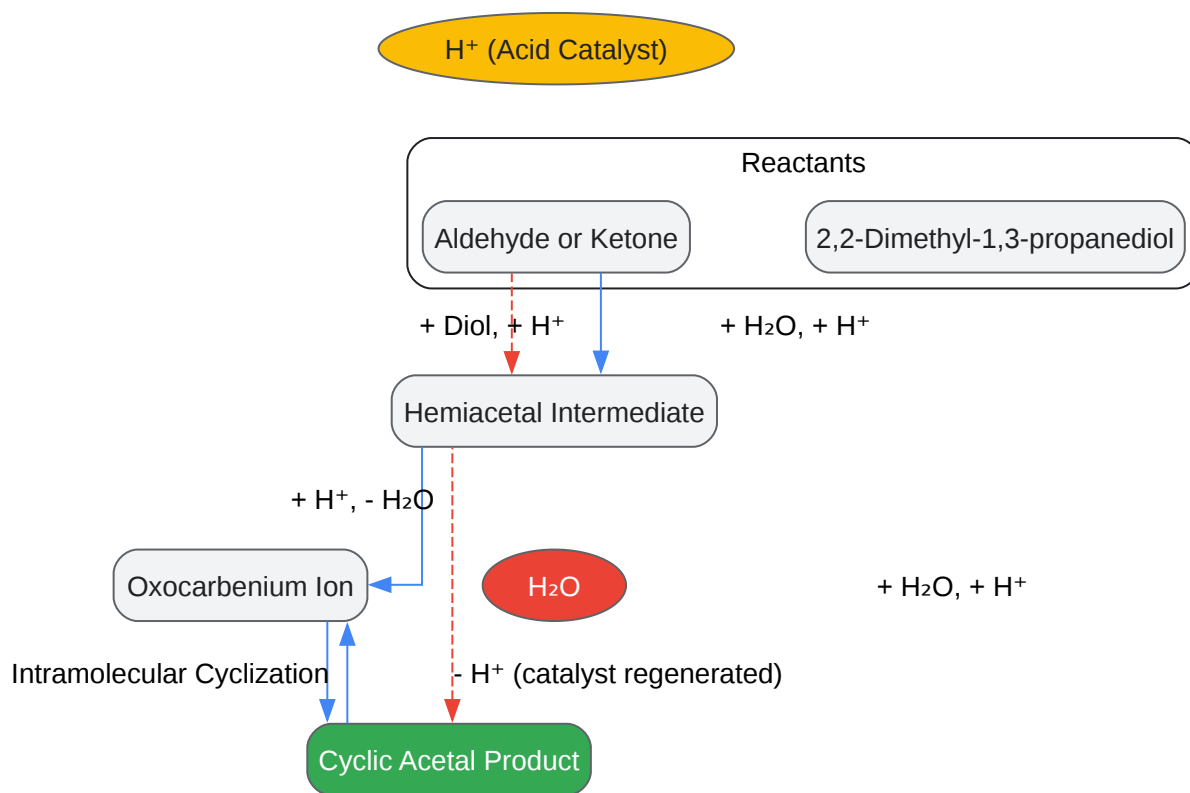 H⁺ (Acid Catalyst)
Reactants
Aldehyde or Ketone
2,2-Dimethyl-1,3-propanediol
+ Diol, + H⁺
+ H₂O, + H⁺
Hemiacetal Intermediate
+ H⁺, - H₂O
Oxocarbenium Ion
H₂O
+ H₂O, + H⁺
Intramolecular Cyclization
- H⁺ (catalyst regenerated)
Cyclic Acetal Product